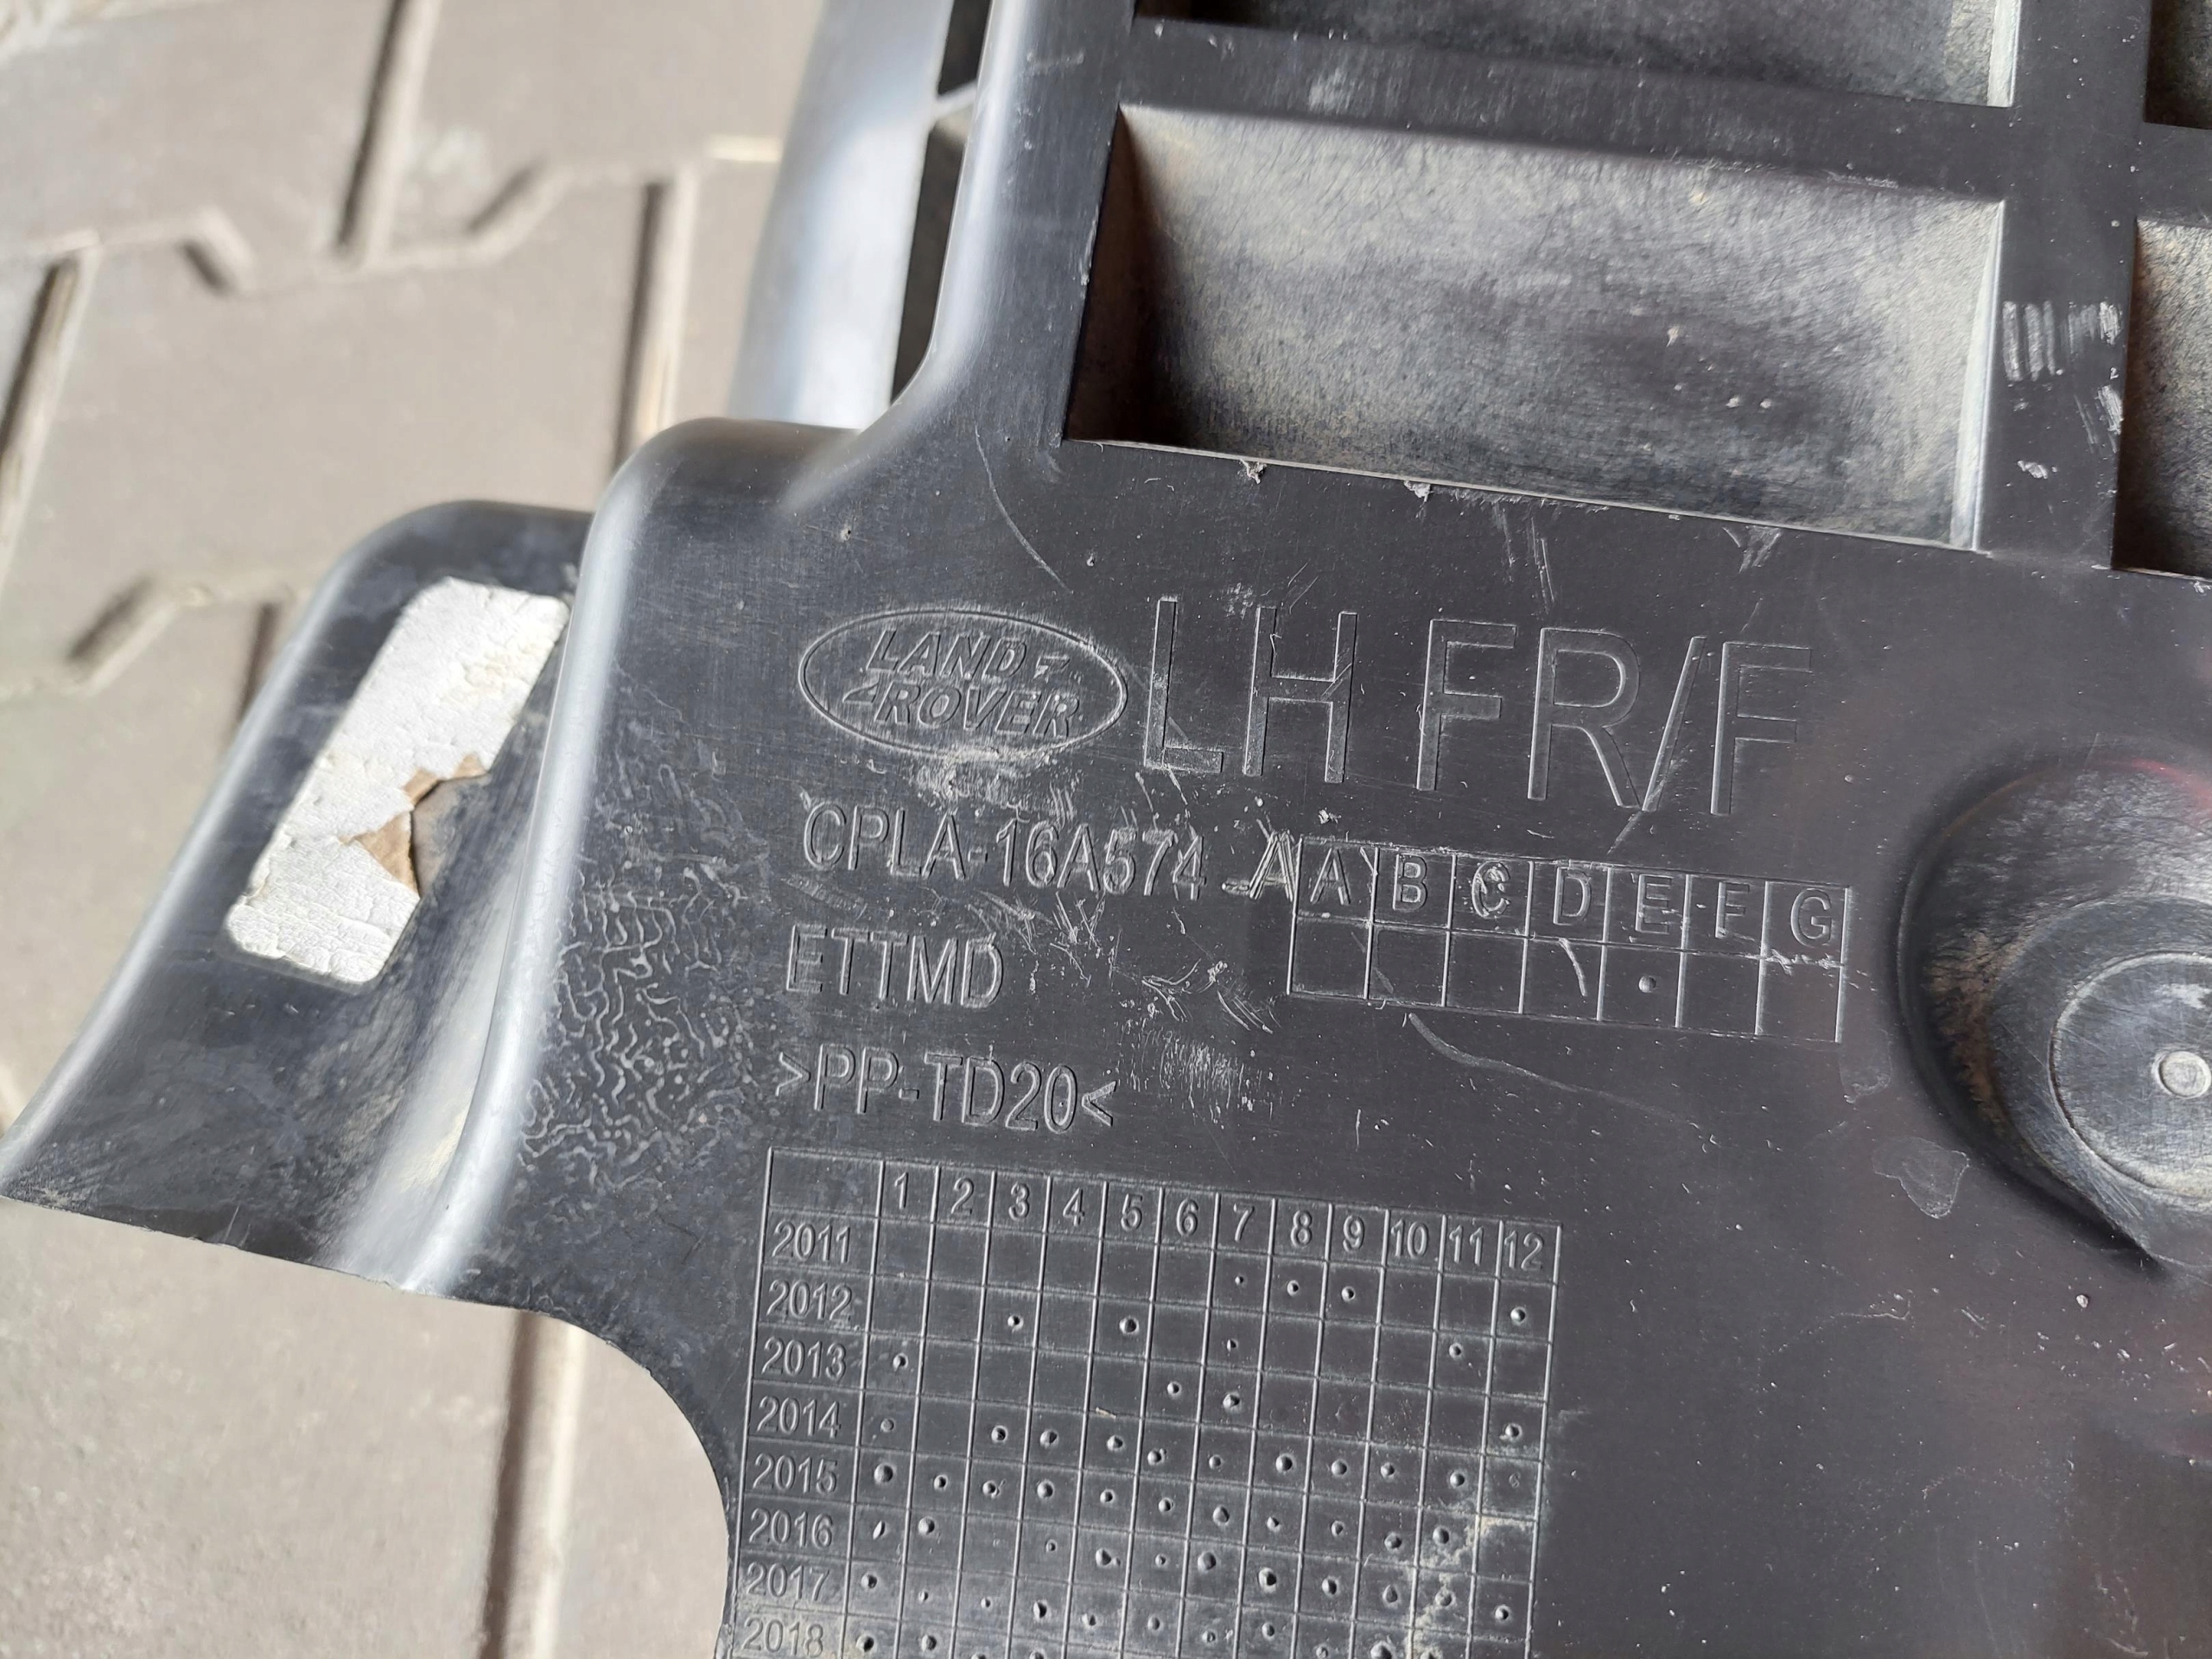 LAND ROVER
LH FR/F
CPLA-16A574-A A B C D E F G
ETTMD
>PP-TD20<
1 2 3 4 5 6 7 8 9 10 11 12
2011
2012
2013
2014
2015
2016
2017
2018